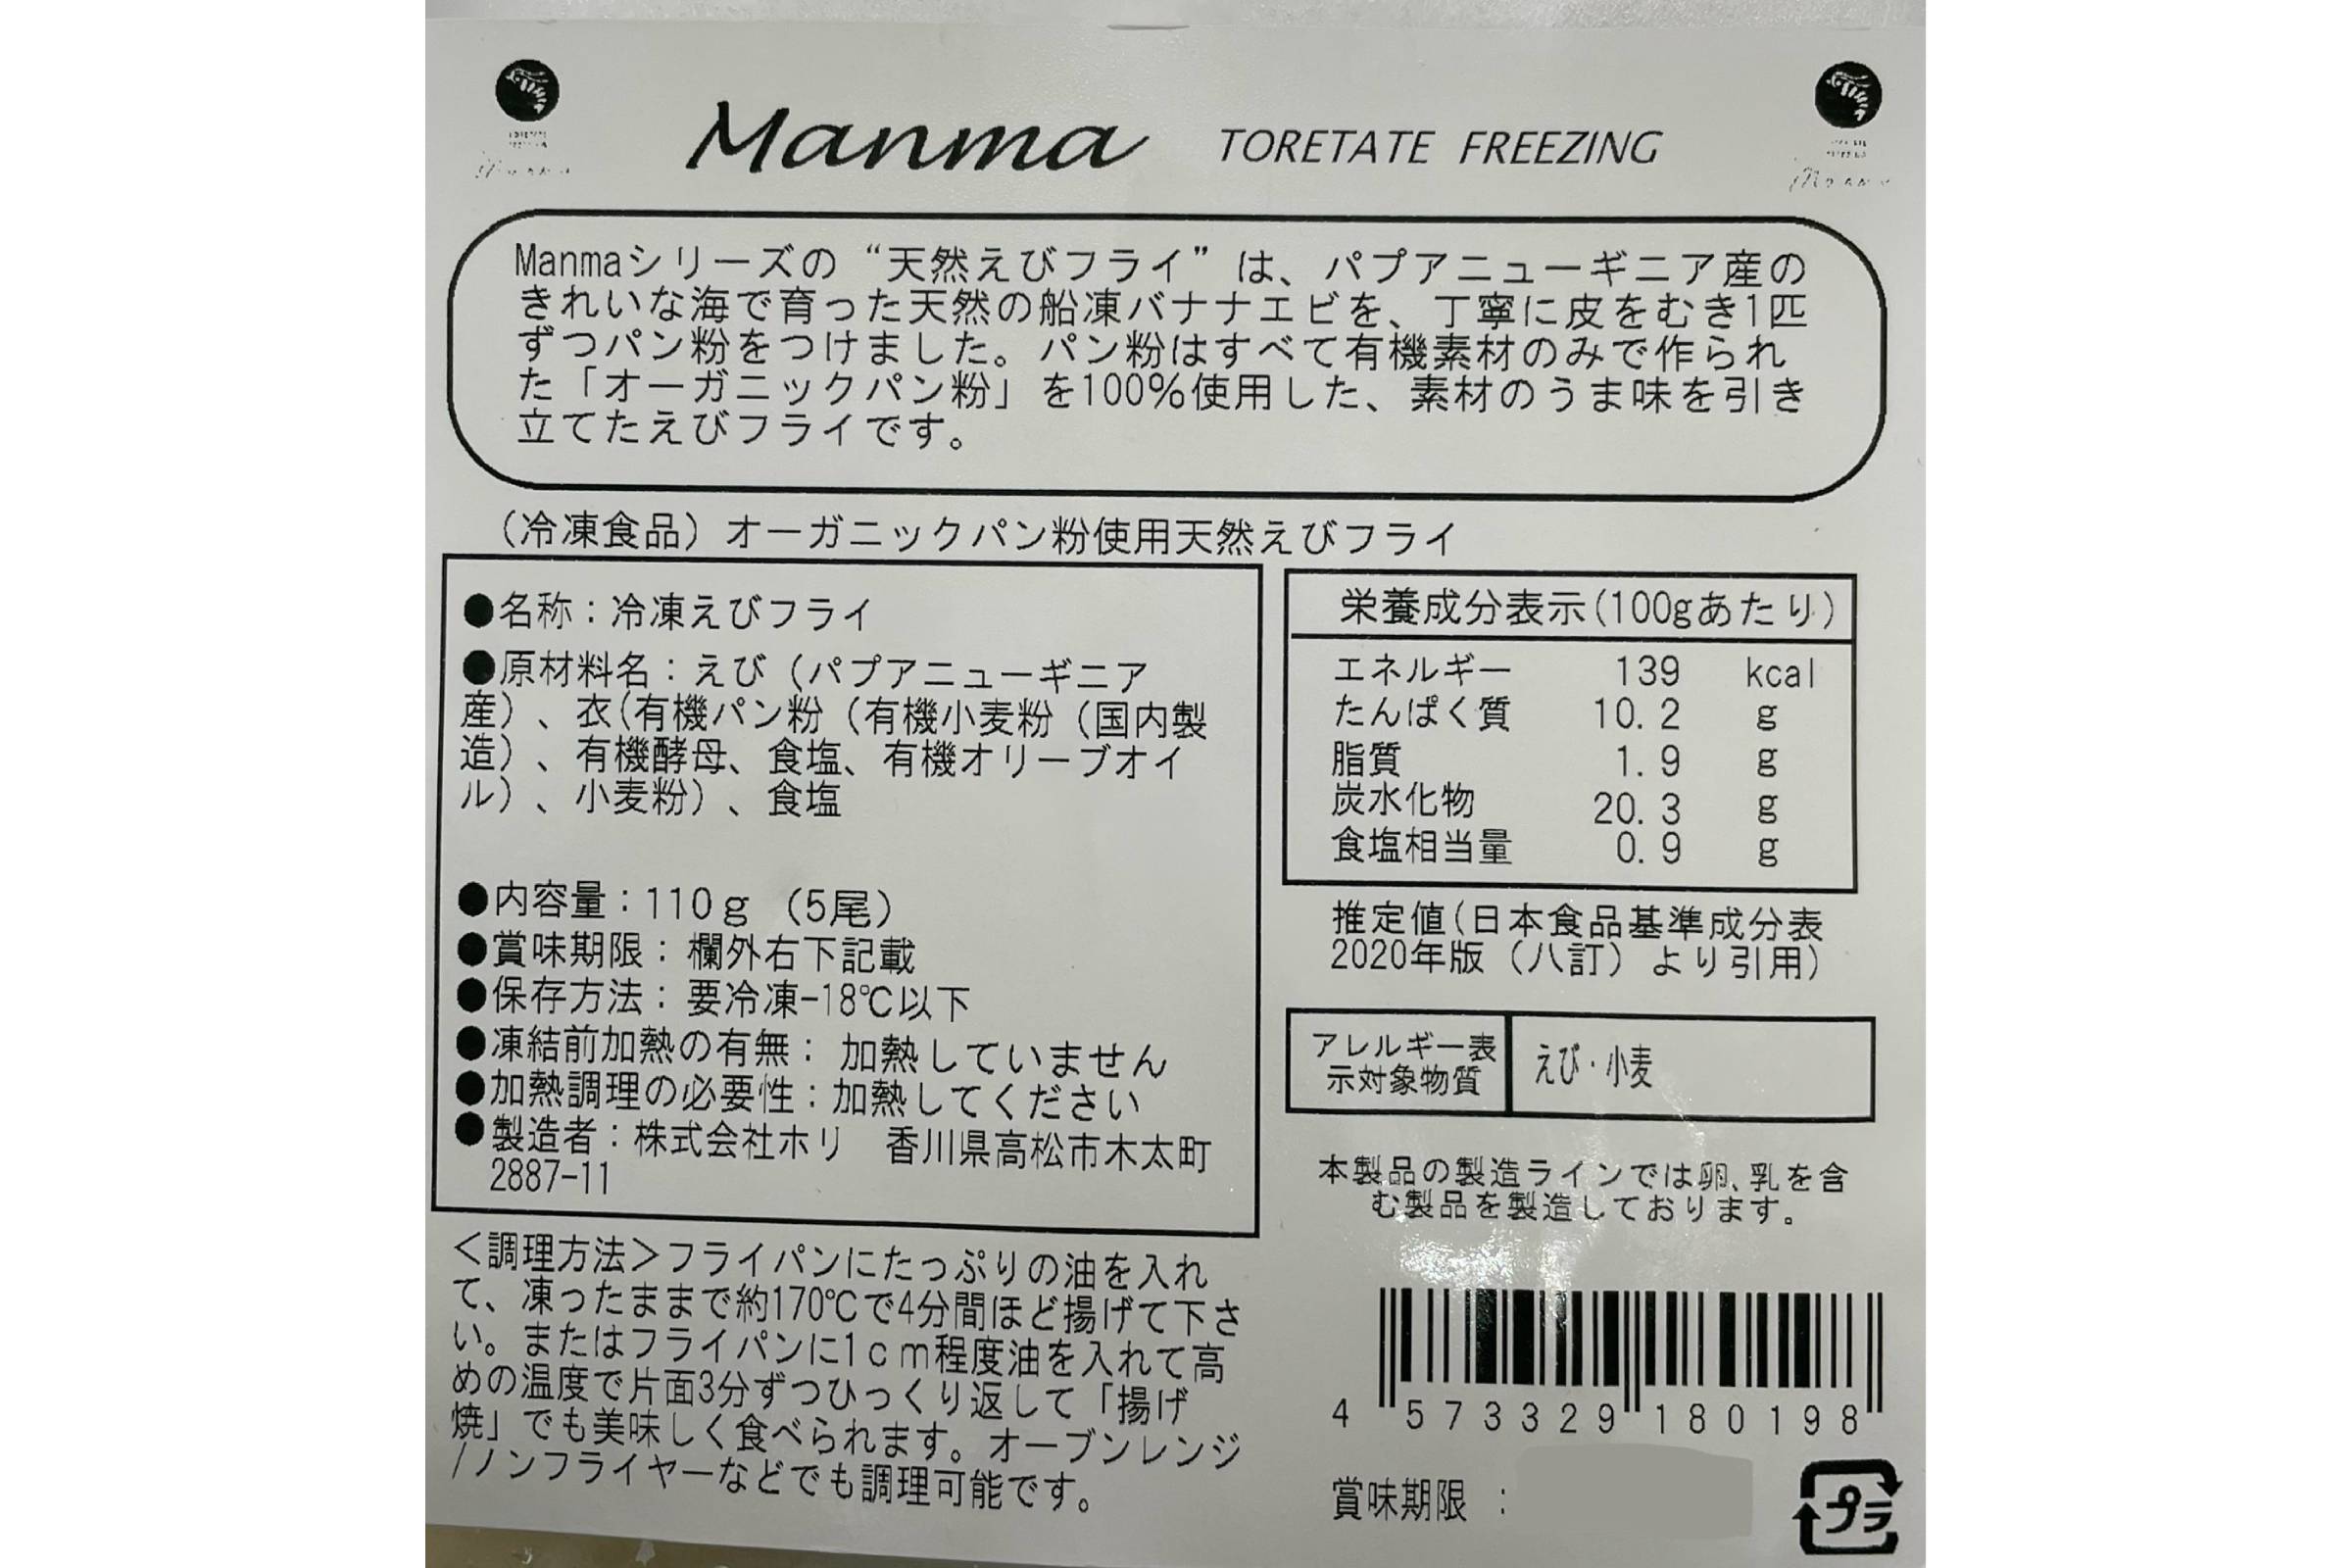 Manma TORETATE FREEZING
Manmaシリーズの“天然えびフライ”は、パプアニューギニア産の
きれいな海で育った天然の船凍バナナエビを、丁寧に皮をむき1匹
ずつパン粉をつけました。パン粉はすべて有機素材のみで作られ
た「オーガニックパン粉」を100%使用した、素材のうま味を引き
立てたえびフライです。
(冷凍食品)オーガニックパン粉使用天然えびフライ
●名称：冷凍えびフライ
●原材料名：えび（パプアニューギニア
産）、衣(有機パン粉（有機小麦粉（国内製
造）、有機酵母、食塩、有機オリーブオイ
ル）、小麦粉）、食塩
●内容量：110g （5尾）
●賞味期限：欄外右下記載
●保存方法：要冷凍-18℃以下
●凍結前加熱の有無：加熱していません
●加熱調理の必要性：加熱してください
●製造者：株式会社ホリ 香川県高松市木太町
2887-11
＜調理方法＞フライパンにたっぷりの油を入れ
て、凍ったままで約170℃で4分間ほど揚げて下さ
い。またはフライパンに1cm程度油を入れて高
めの温度で片面3分ずつひっくり返して「揚げ
焼」でも美味しく食べられます。オーブンレンジ
/ノンフライヤーなどでも調理可能です。
栄養成分表示(100gあたり)
エネルギー 139 kcal
たんぱく質 10.2 g
脂質 1.9 g
炭水化物 20.3 g
食塩相当量 0.9 g
推定値(日本食品基準成分表
2020年版（八訂）より引用)
アレルギー表
示対象物質
えび・小麦
本製品の製造ラインでは卵、乳を含
む製品を製造しております。
4 573329 180198
賞味期限 ：
プラ